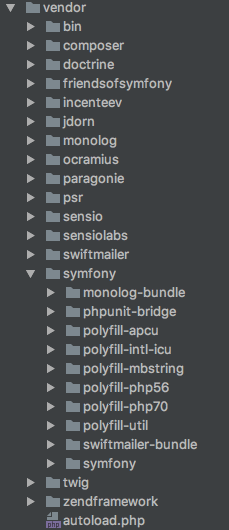 vendor
bin
composer
doctrine
friendsofsymfony
incenteev
jdorn
monolog
ocramius
paragonie
psr
sensio
sensiolabs
swiftmailer
symfony
monolog-bundle
phpunit-bridge
polyfill-apcu
polyfill-intl-icu
polyfill-mbstring
polyfill-php56
polyfill-php70
polyfill-util
swiftmailer-bundle
symfony
twig
zendframework
php autoload.php